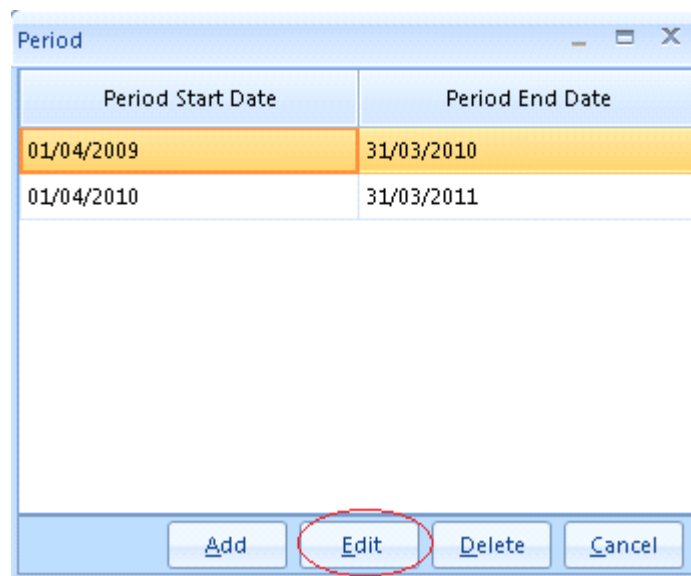 Period
Period Start Date Period End Date
01/04/2009 31/03/2010
01/04/2010 31/03/2011
Add Edit Delete Cancel